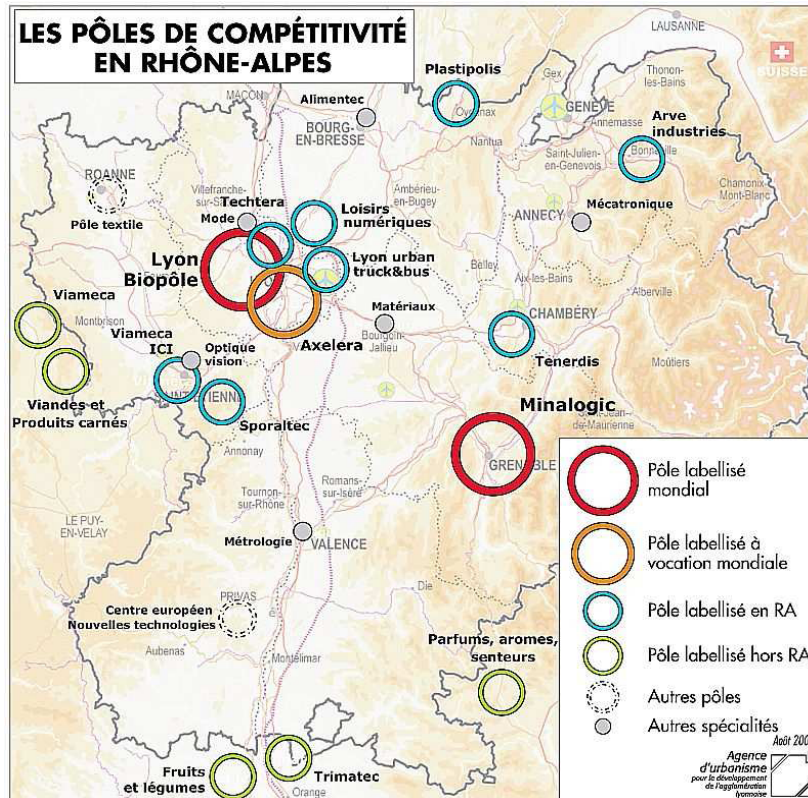 LES PÔLES DE COMPÉTITIVITÉ
EN RHÔNE-ALPES
LAUSANNE
SUISSE
MÂCON
Alimentec
BOURG-
EN-BRESSE
Plastipolis
Oyonnax
Nantua
Gex
GENÈVE
Annemasse
Thonon-
les-Bains
Saint-Julien-
en-Genevois
Arve
industries
Bonneville
Chamonix-
Mont-Blanc
ROANNE
Pôle textile
Villefranche-
Techtera
Mode
Loisirs
numériques
Ambérieu-
en-Bugey
ANNECY
Mécatronique
Lyon
Biopôle
Lyon urban
truck&bus
Belley
Aix-les-Bains
Albertville
Viameca
Montbrison
Matériaux
Bourgoin-
Jallieu
CHAMBÉRY
Axelera
Viameca
ICI
Optique
vision
Tenerdis
Moûtiers
Viandes et
Produits carnés
Sporaltec
Annonay
Minalogic
Saint-Jean-
de-Maurienne
GRENOBLE
Tournon-
sur-Rhône
Romans-
sur-Isère
LE PUY-
EN-VELAY
Métrologie
VALENCE
Die
Centre européen
Nouvelles technologies
PRIVAS
Aubenas
Montélimar
Parfums, aromes,
senteurs
Fruits
et légumes
Trimatec
Orange
Pôle labellisé
mondial
Pôle labellisé à
vocation mondiale
Pôle labellisé en RA
Pôle labellisé hors RA
Autres pôles
Autres spécialités
Août
Agence
d'urbanisme
pour le développement
de l'agglomération
lyonnaise